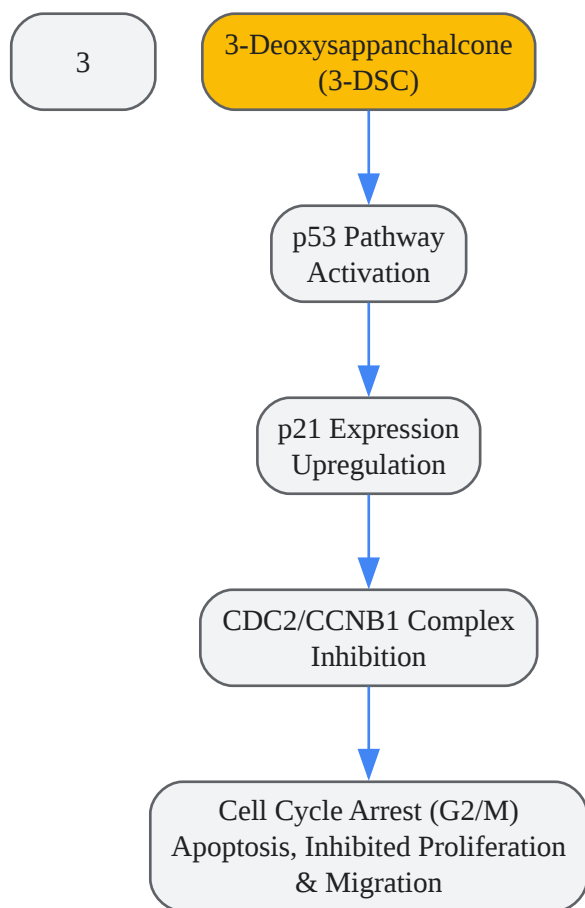 3
3-Deoxysappanchalcone
(3-DSC)
p53 Pathway
Activation
p21 Expression
Upregulation
CDC2/CCNB1 Complex
Inhibition
Cell Cycle Arrest (G2/M)
Apoptosis, Inhibited Proliferation
& Migration